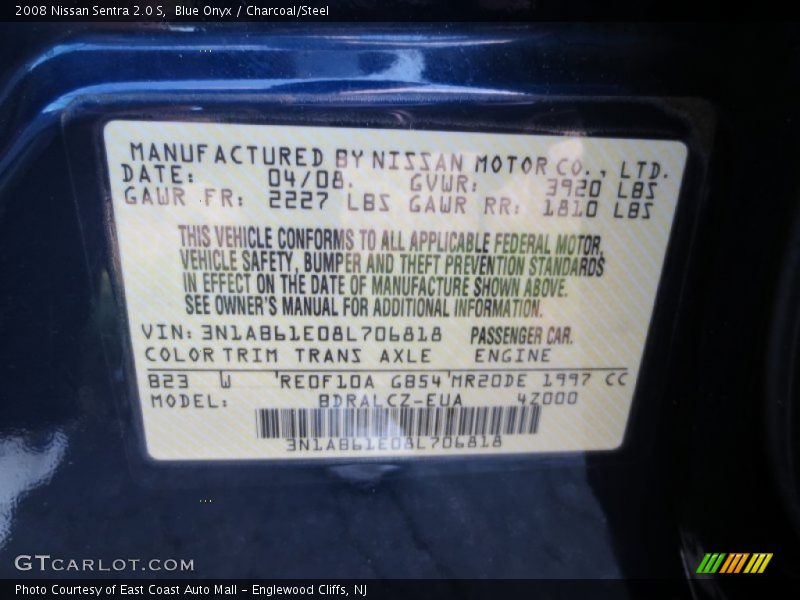 2008 Nissan Sentra 2.0 S,  Blue Onyx / Charcoal/Steel
MANUFACTURED BY NISSAN MOTOR CO., LTD.
DATE: 04/08. GVWR: 3920 LBS
GAWR FR: 2227 LBS GAWR RR: 1810 LBS
THIS VEHICLE CONFORMS TO ALL APPLICABLE FEDERAL MOTOR,
VEHICLE SAFETY, BUMPER AND THEFT PREVENTION STANDARDS
IN EFFECT ON THE DATE OF MANUFACTURE SHOWN ABOVE.
SEE OWNER'S MANUAL FOR ADDITIONAL INFORMATION.
VIN: 3N1AB61E08L706818 PASSENGER CAR.
COLOR TRIM TRANS AXLE ENGINE
B23 W 'RE0F10A G854'MR20DE 1997 CC
MODEL: BDRALCZ-EUA 4Z000
3N1AB61E08L706818
GTCARLOT.COM
Photo Courtesy of East Coast Auto Mall - Englewood Cliffs, NJ